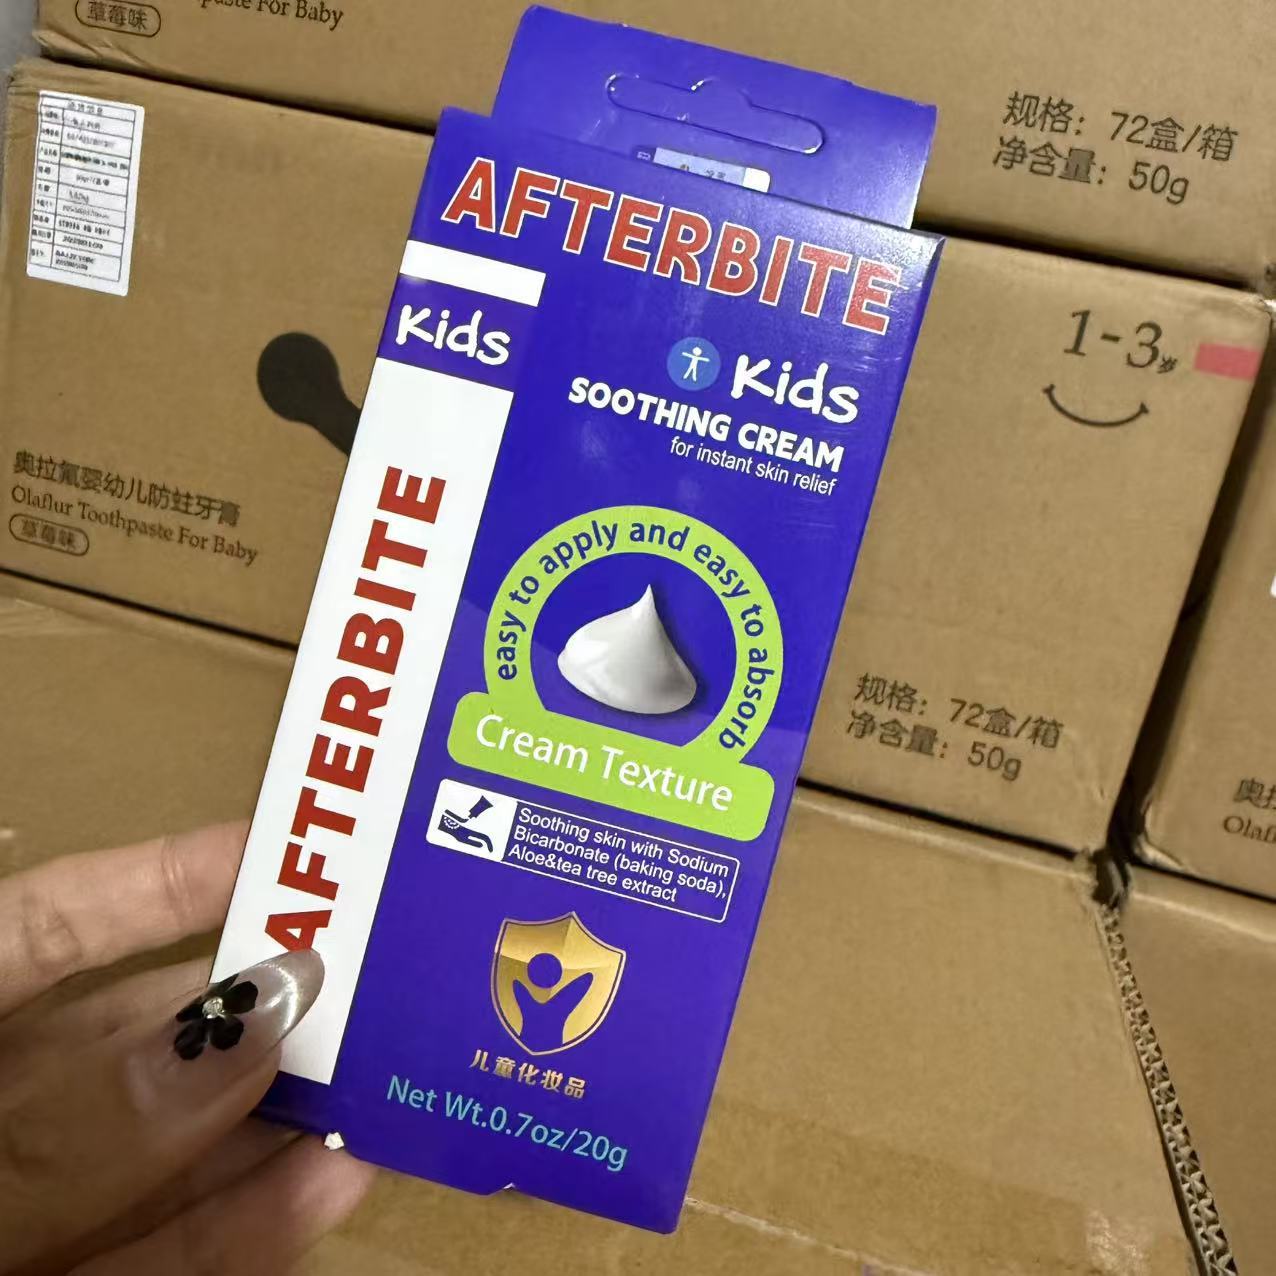 paste For Baby
草莓味
规格：72盒/箱
净含量：50g
奥拉氟婴幼儿防蛀牙膏
Olaflur Toothpaste For Baby
草莓味
1-3岁
规格：72盒/箱
净含量：50g
AFTERBITE
Kids
AFTERBITE
Kids
SOOTHING CREAM
for instant skin relief
easy to apply and easy to absorb
Cream Texture
Soothing skin with Sodium
Bicarbonate (baking soda),
Aloe&tea tree extract
儿童化妆品
Net Wt.0.7oz/20g